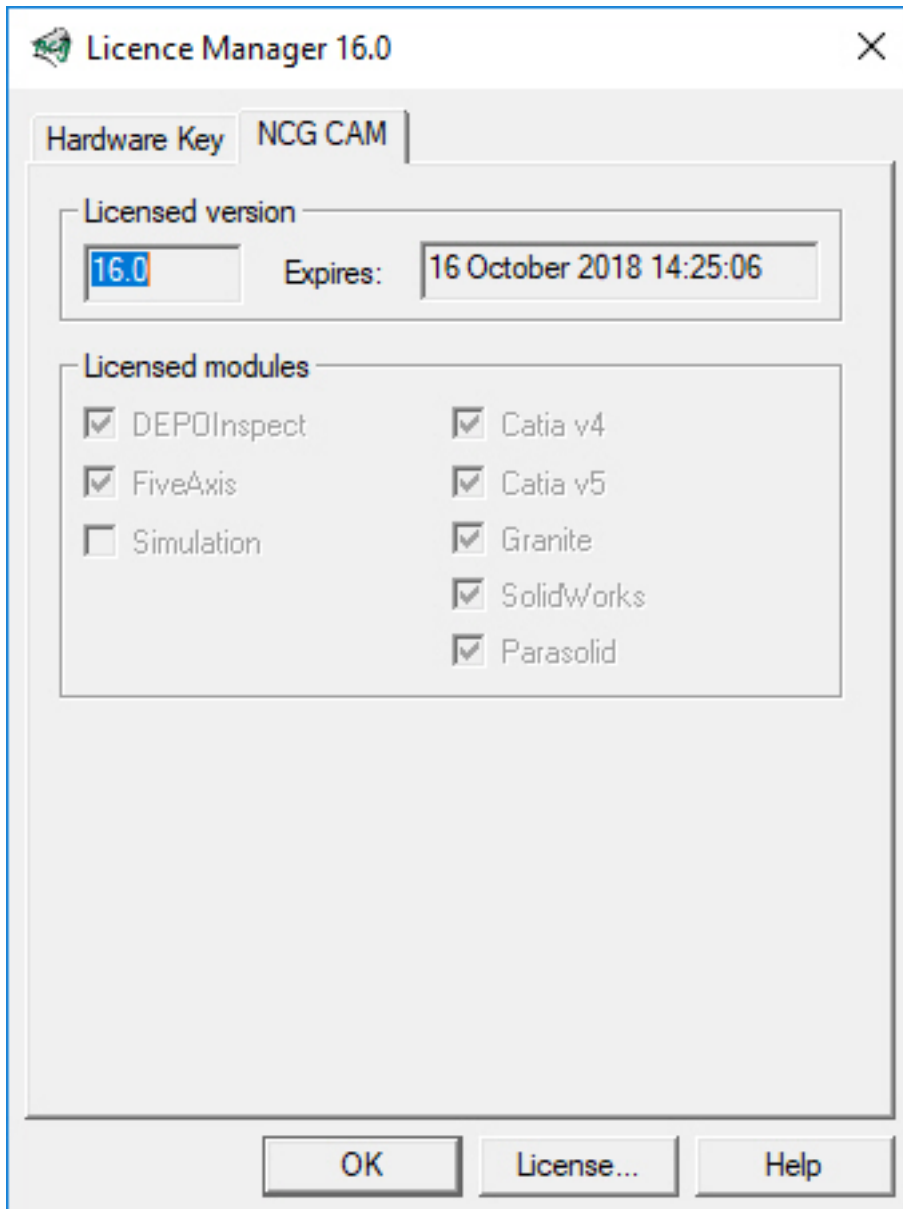 Licence Manager 16.0
Hardware Key
NCG CAM
Licensed version
16.0 Expires: 16 October 2018 14:25:06
Licensed modules
DEPOInspect Catia v4
FiveAxis Catia v5
Simulation Granite
SolidWorks
Parasolid
OK License... Help